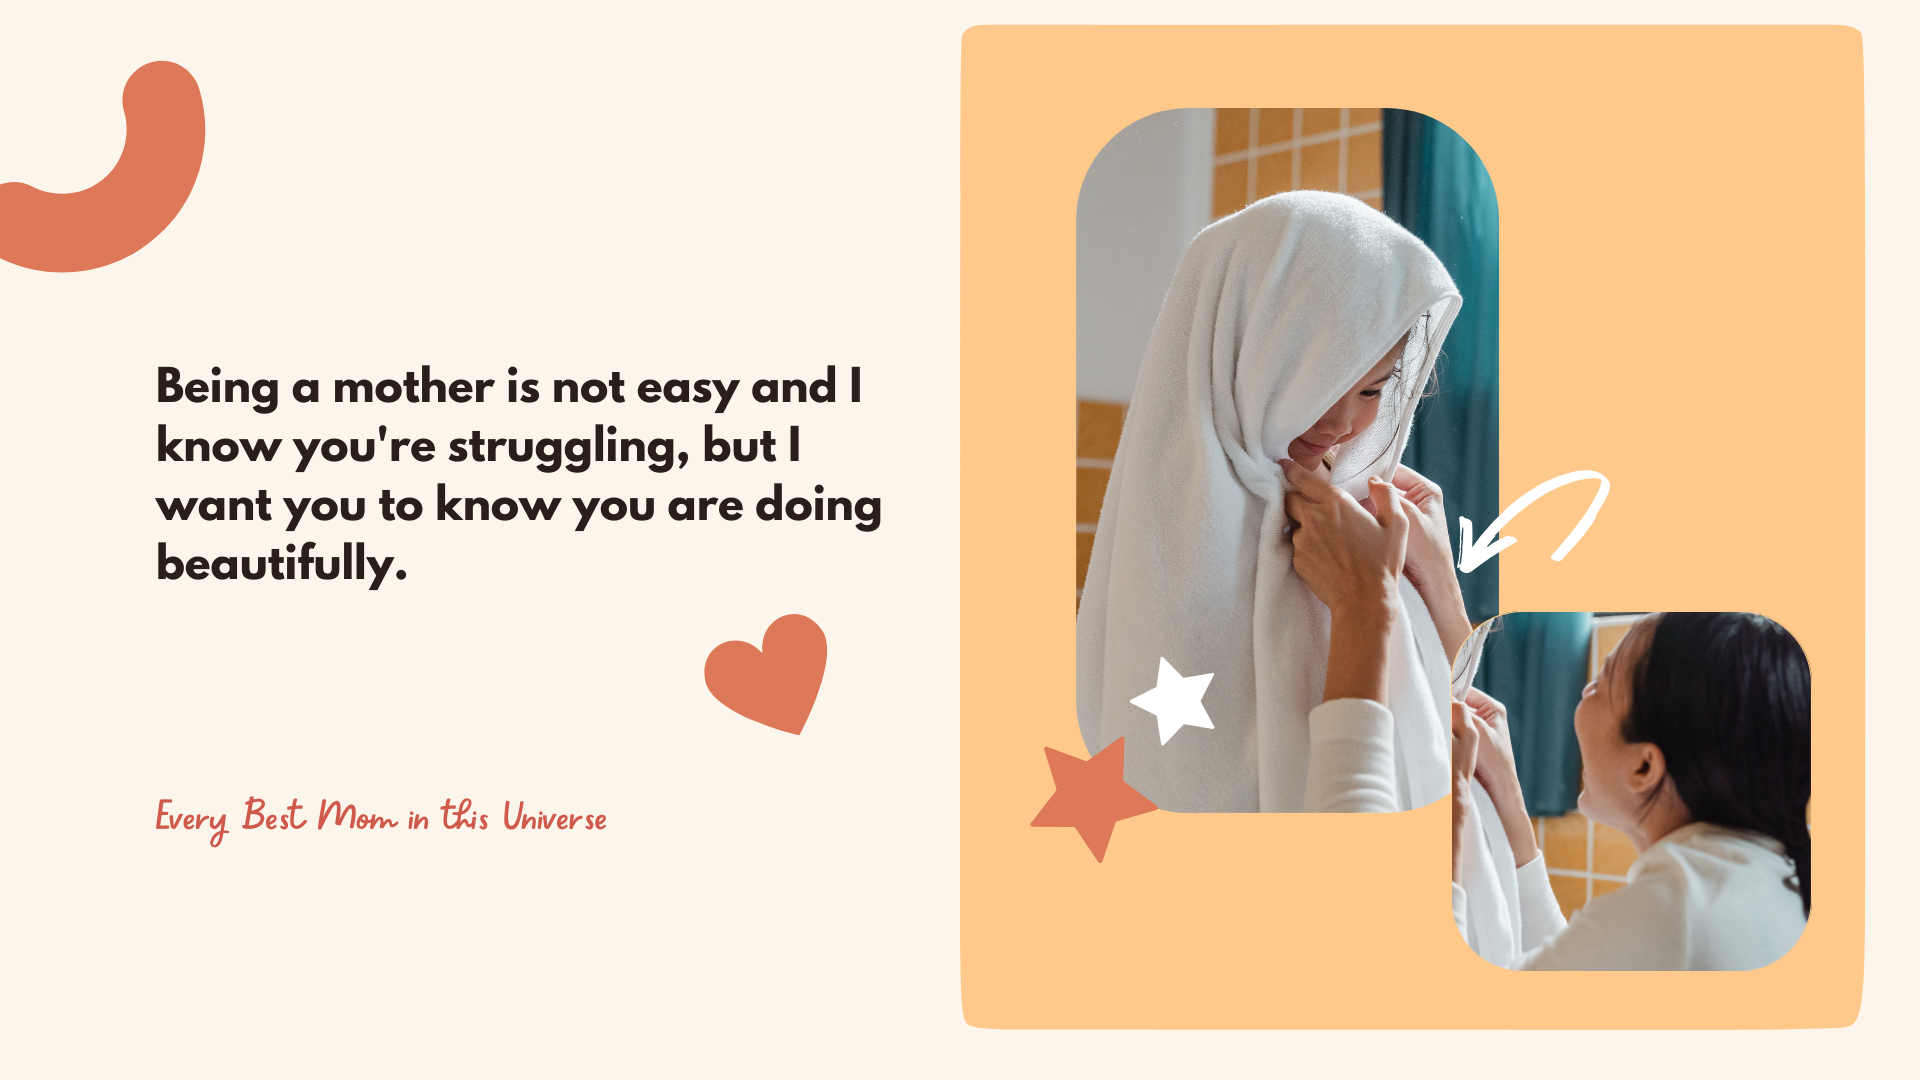 Being a mother is not easy and I
know you're struggling, but I
want you to know you are doing
beautifully.
Every Best Mom in this Universe